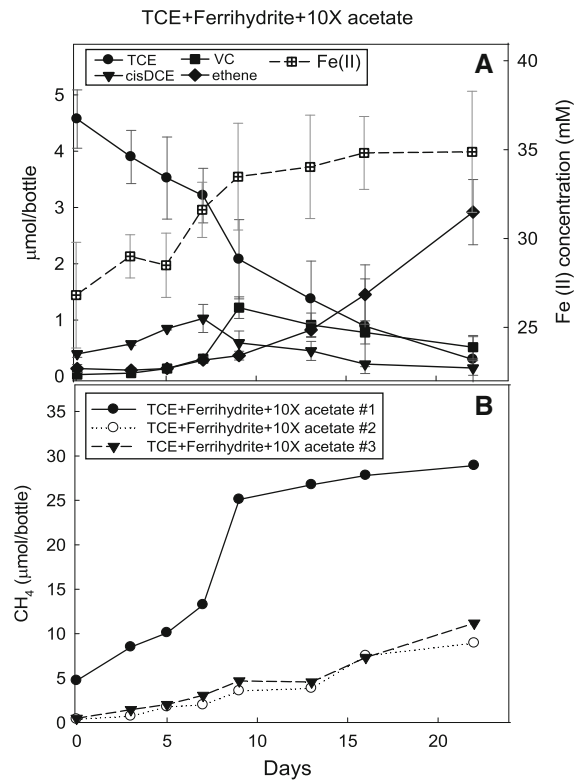 TCE+Ferrihydrite+10X acetate
A
TCE VC Fe(II)
cisDCE ethene
μmol/bottle
5
4
3
2
1
0
Fe (II) concentration (mM)
40
35
30
25
B
TCE+Ferrihydrite+10X acetate #1
TCE+Ferrihydrite+10X acetate #2
TCE+Ferrihydrite+10X acetate #3
CH4 (μmol/bottle)
35
30
25
20
15
10
5
0
0 5 10 15 20
Days